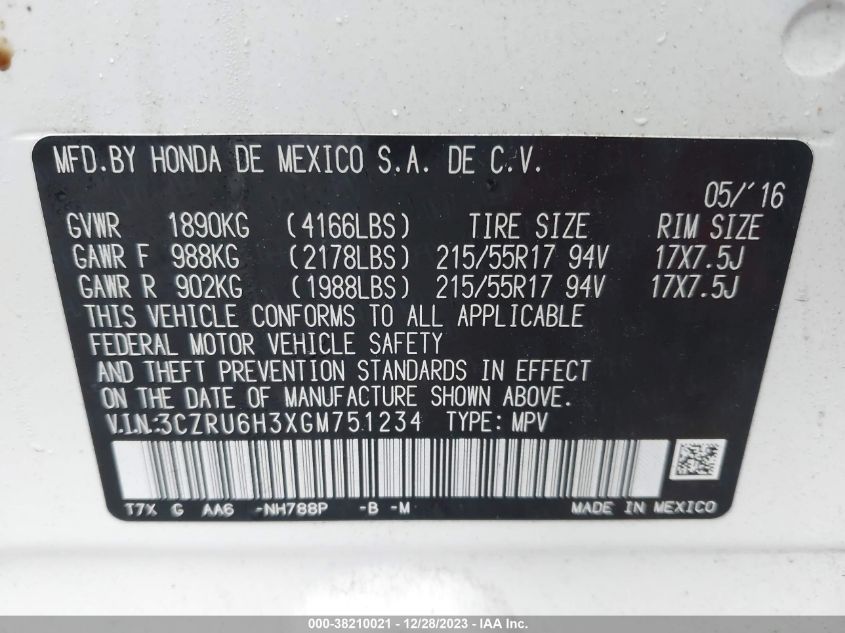 MFD.BY HONDA DE MEXICO S.A. DE C.V.
05/'16
GVWR 1890KG (4166LBS) TIRE SIZE RIM SIZE
GAWR F 988KG (2178LBS) 215/55R17 94V 17X7.5J
GAWR R 902KG (1988LBS) 215/55R17 94V 17X7.5J
THIS VEHICLE CONFORMS TO ALL APPLICABLE
FEDERAL MOTOR VEHICLE SAFETY
AND THEFT PREVENTION STANDARDS IN EFFECT
ON THE DATE OF MANUFACTURE SHOWN ABOVE.
V.I.N:3CZRU6H3XGM751234 TYPE: MPV
T7X G AA6 -NH788P -B -M MADE IN MEXICO
000-38210021 - 12/28/2023 - IAA Inc.